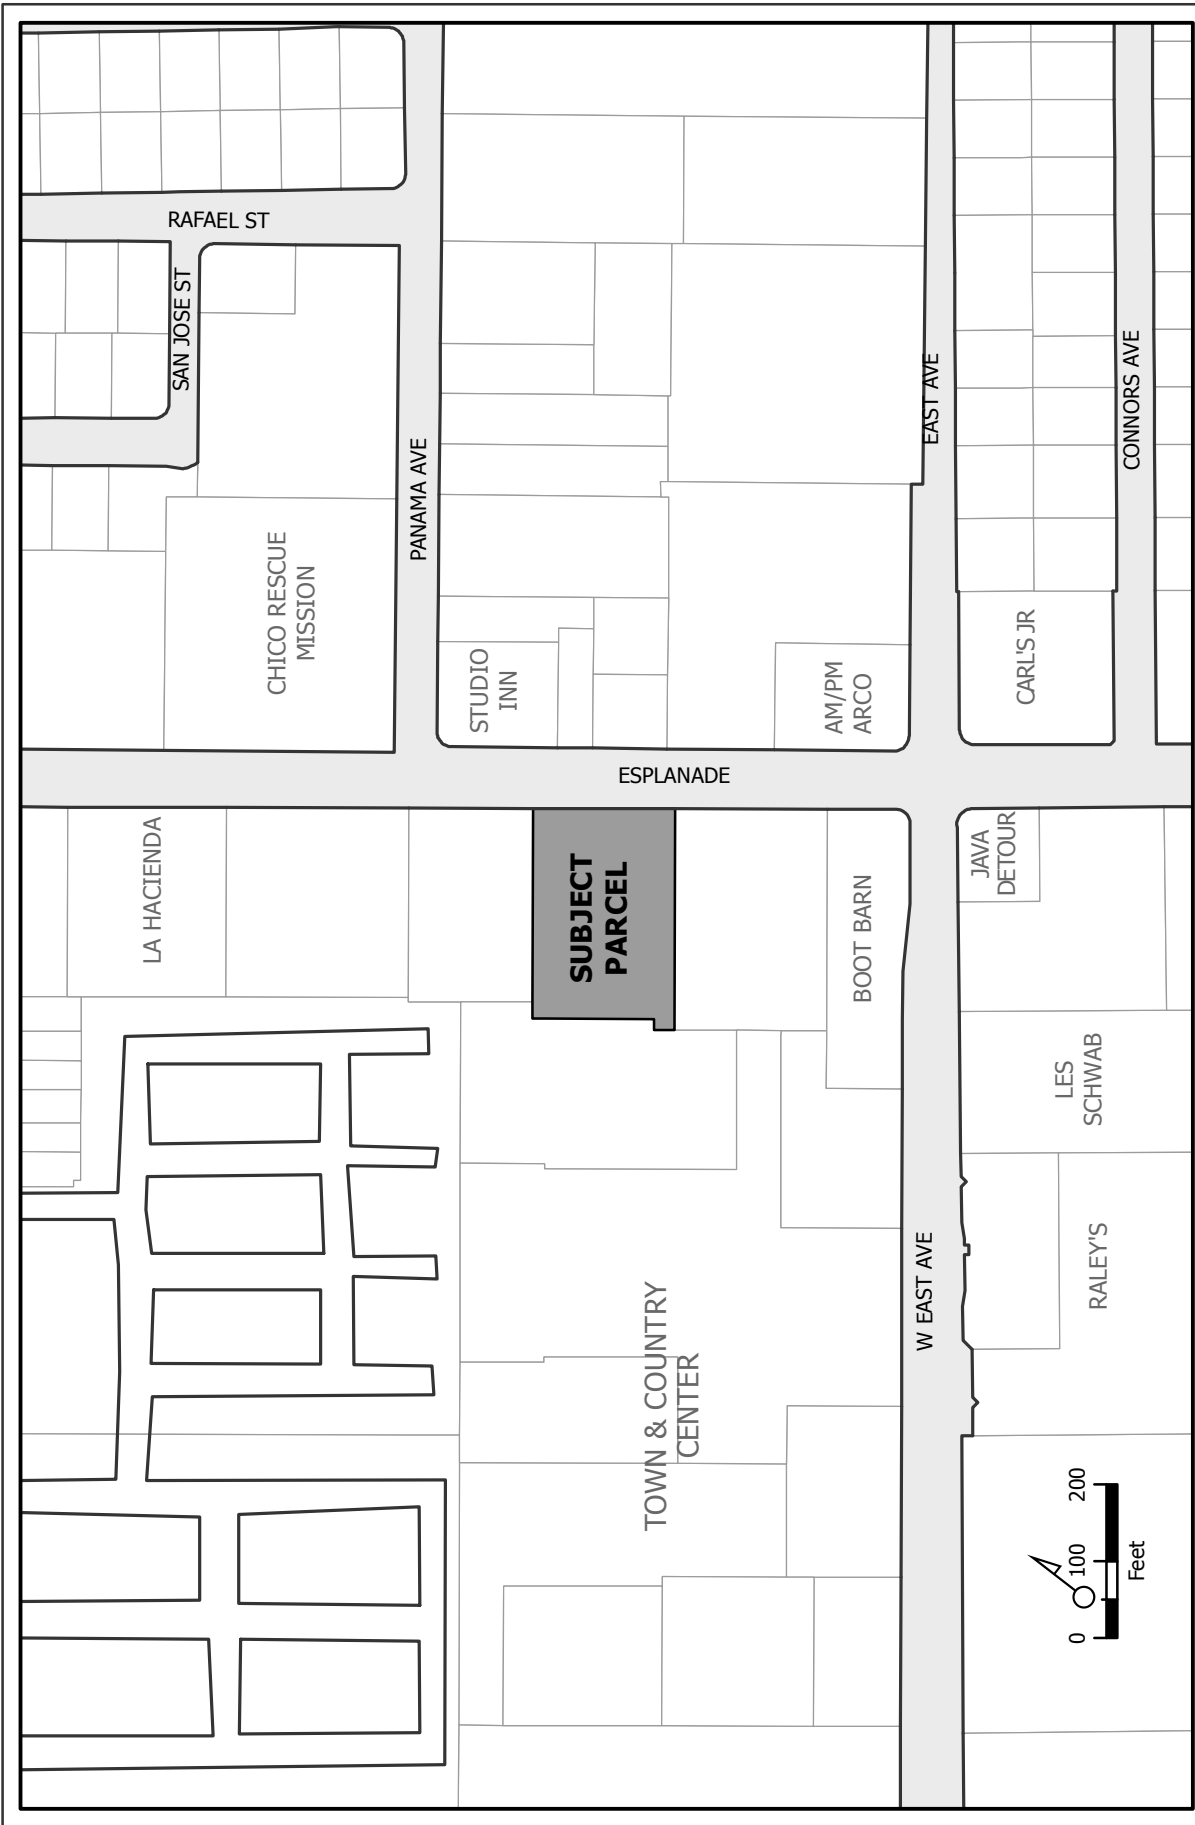 RAFAEL ST
SAN JOSE ST
PANAMA AVE
EAST AVE
CONNORS AVE
CHICO RESCUE
MISSION
STUDIO
INN
AM/PM
ARCO
CARL'S JR
ESPLANADE
LA HACIENDA
SUBJECT
PARCEL
BOOT BARN
JAVA
DETOUR
LES
SCHWAB
TOWN & COUNTRY
CENTER
W EAST AVE
RALEY'S
0 100 200
Feet